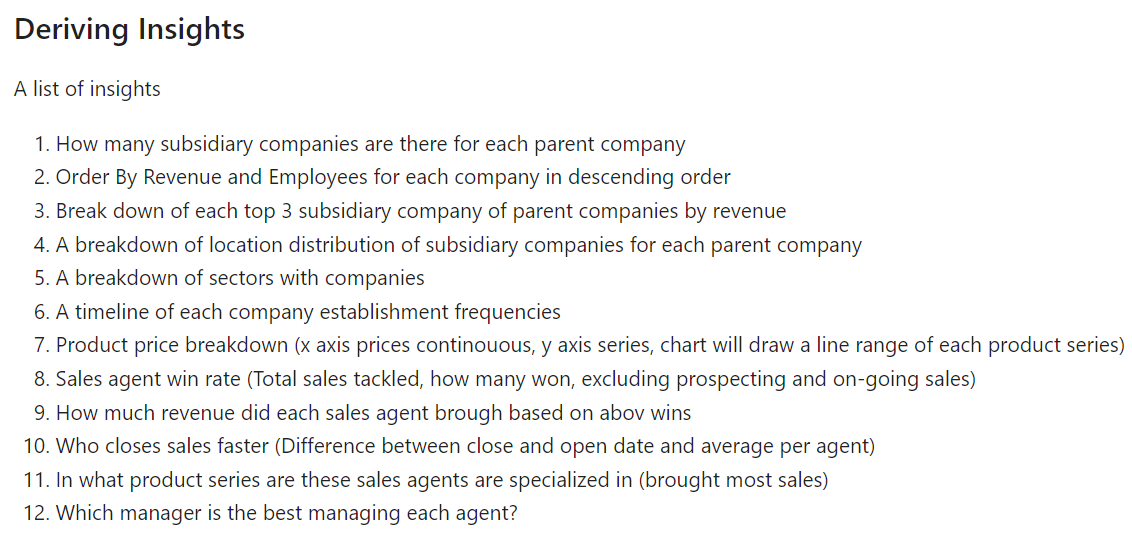 Deriving Insights
A list of insights
1. How many subsidiary companies are there for each parent company
2. Order By Revenue and Employees for each company in descending order
3. Break down of each top 3 subsidiary company of parent companies by revenue
4. A breakdown of location distribution of subsidiary companies for each parent company
5. A breakdown of sectors with companies
6. A timeline of each company establishment frequencies
7. Product price breakdown (x axis prices continouous, y axis series, chart will draw a line range of each product series)
8. Sales agent win rate (Total sales tackled, how many won, excluding prospecting and on-going sales)
9. How much revenue did each sales agent brough based on abov wins
10. Who closes sales faster (Difference between close and open date and average per agent)
11. In what product series are these sales agents are specialized in (brought most sales)
12. Which manager is the best managing each agent?